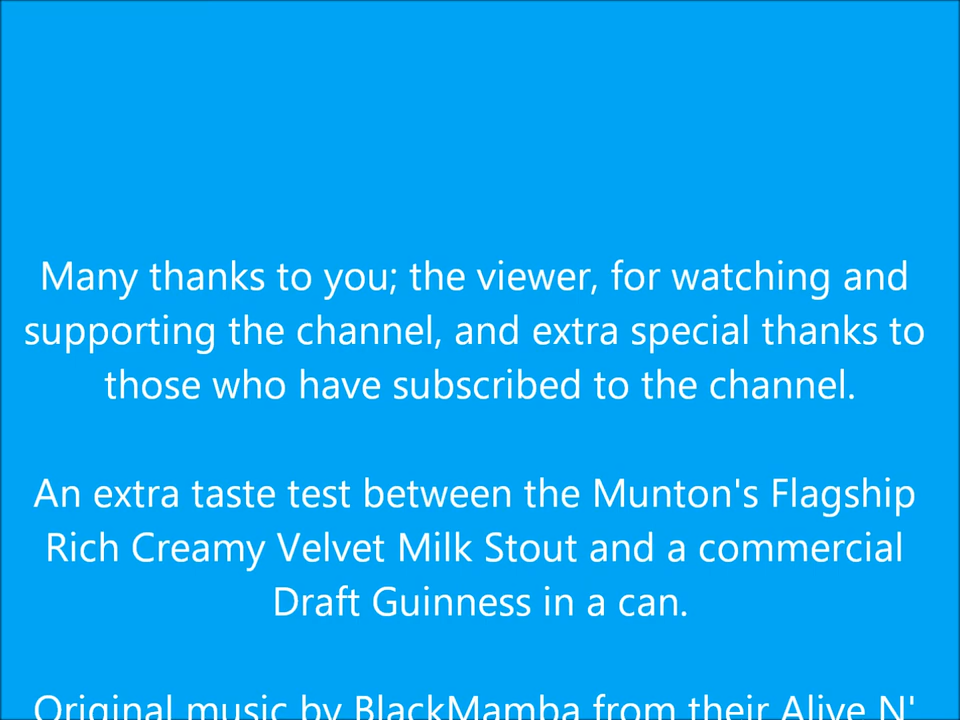 Many thanks to you; the viewer, for watching and
supporting the channel, and extra special thanks to
those who have subscribed to the channel.
An extra taste test between the Munton's Flagship
Rich Creamy Velvet Milk Stout and a commercial
Draft Guinness in a can.
Original music by BlackMamba from their Alive N'